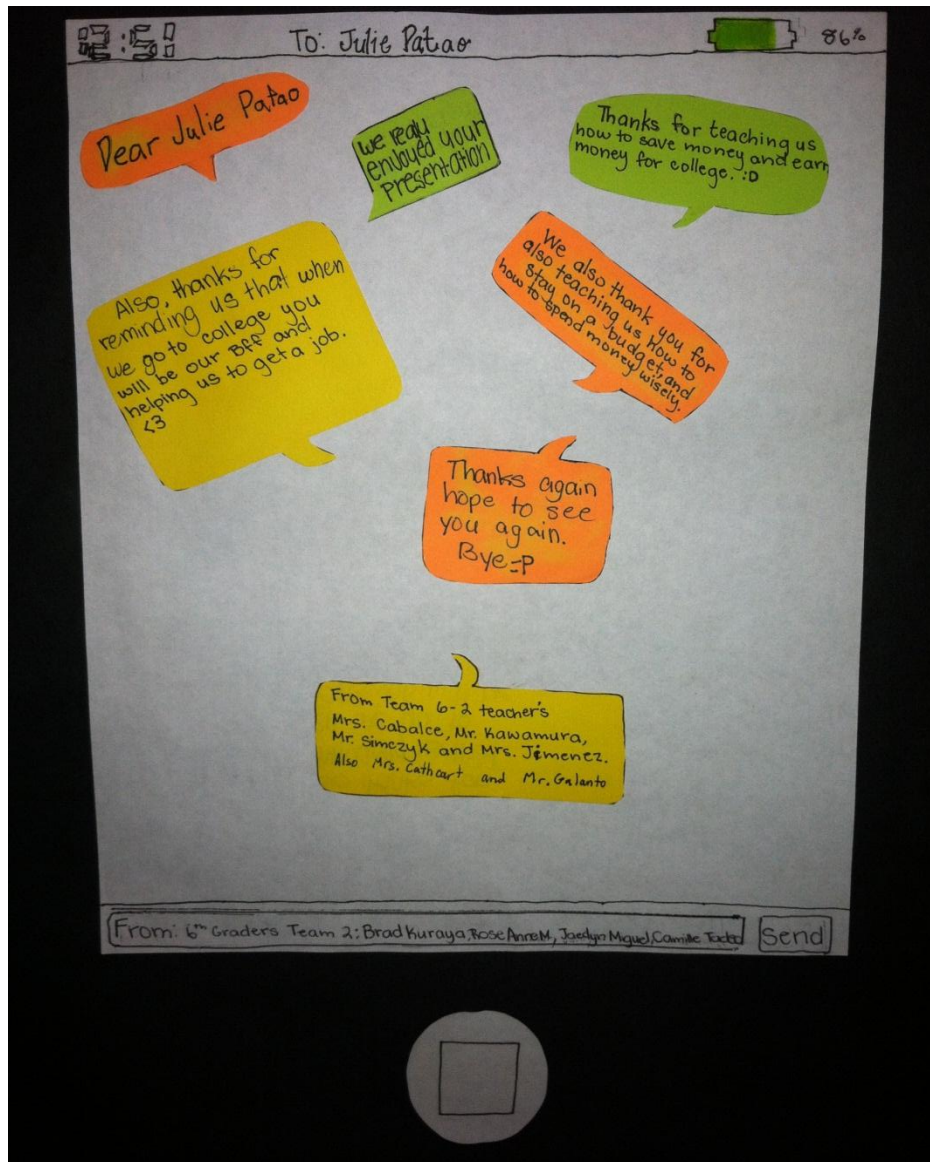 To: Julie Patao
86%
Dear Julie Patao
we realy
enjoyed your
presentation
Thanks for teaching us
how to save money and earn
money for college. :D
Also, thanks for
reminding us that when
we go to college you
will be our BFF and
helping us to get a job.
<3
We also thank you for
also teaching us how to
stay on a budget, and
how to spend money wisely.
Thanks again
hope to see
you again.
Bye =P
From Team 6-2 teacher's
Mrs. Cabalce, Mr. Kawamura,
Mr. Simczyk and Mrs. Jimenez.
Also Mrs. Cathcart and Mr. Galanto
From: 6th Graders Team 2: Brad Kuraya, Rose Anne M, Jaedyn Miguel, Camille
Send